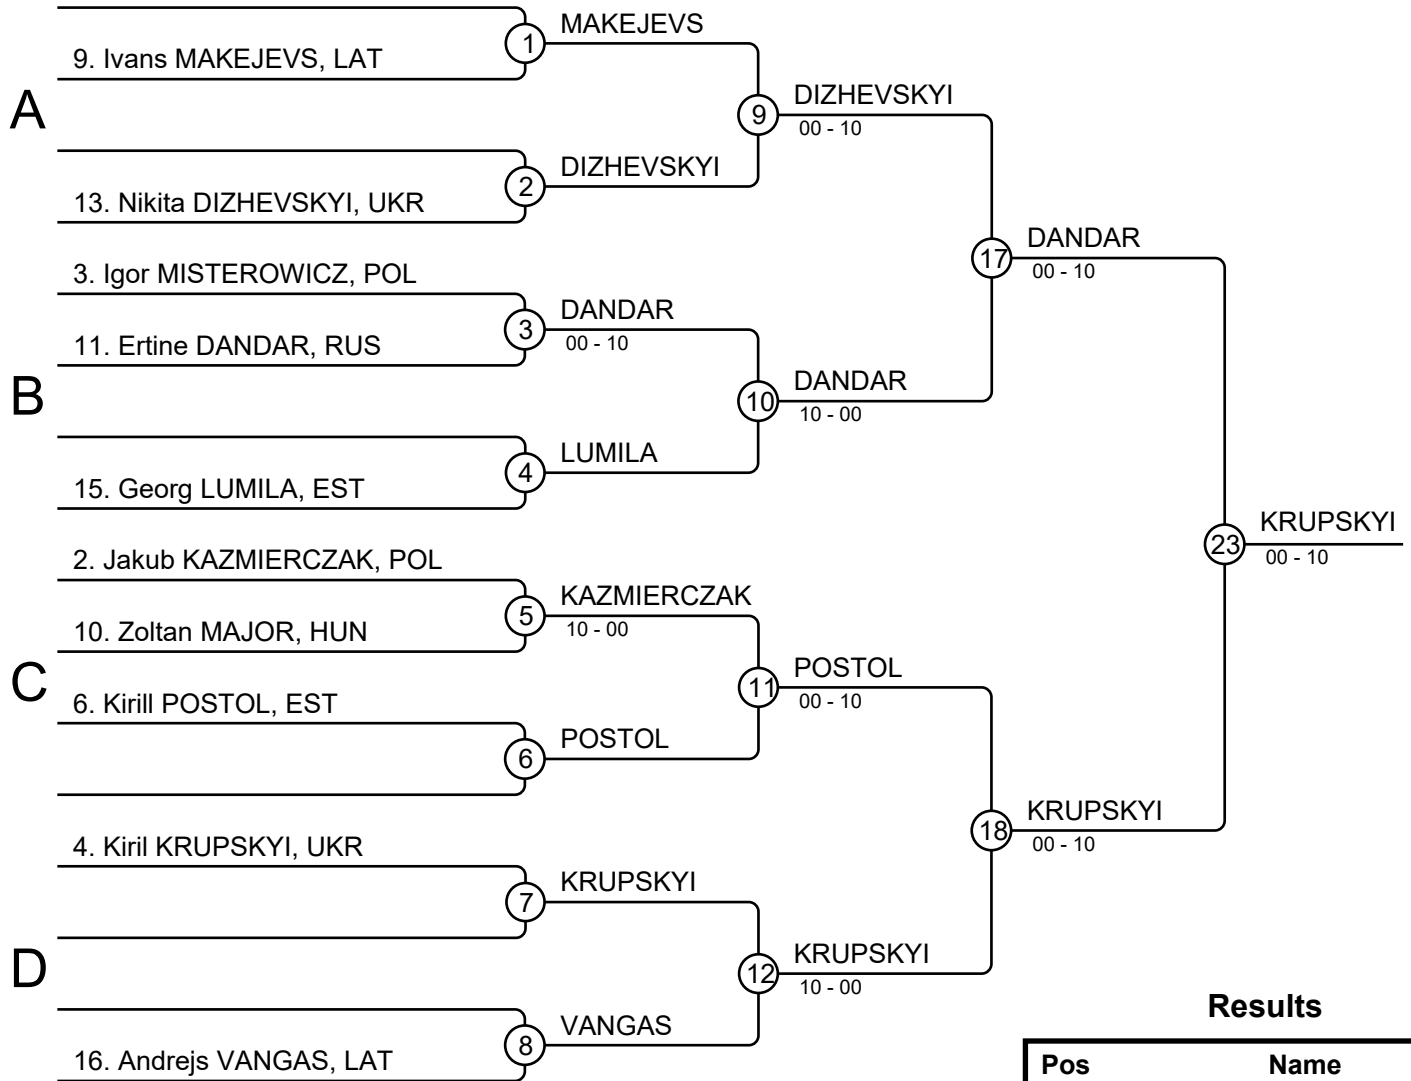 MAKEJEVS
1
9. Ivans MAKEJEVS, LAT
A
DIZHEVSKYI
9
00 - 10
DIZHEVSKYI
2
13. Nikita DIZHEVSKYI, UKR
DANDAR
17
00 - 10
3. Igor MISTEROWICZ, POL
DANDAR
3
00 - 10
11. Ertine DANDAR, RUS
B
DANDAR
10
10 - 00
LUMILA
4
15. Georg LUMILA, EST
KRUPSKYI
23
00 - 10
2. Jakub KAZMIERCZAK, POL
KAZMIERCZAK
5
10 - 00
10. Zoltan MAJOR, HUN
C
POSTOL
11
00 - 10
6. Kirill POSTOL, EST
POSTOL
6
KRUPSKYI
18
00 - 10
4. Kiril KRUPSKYI, UKR
KRUPSKYI
7
D
KRUPSKYI
12
10 - 00
VANGAS
8
16. Andrejs VANGAS, LAT
Results
Pos Name